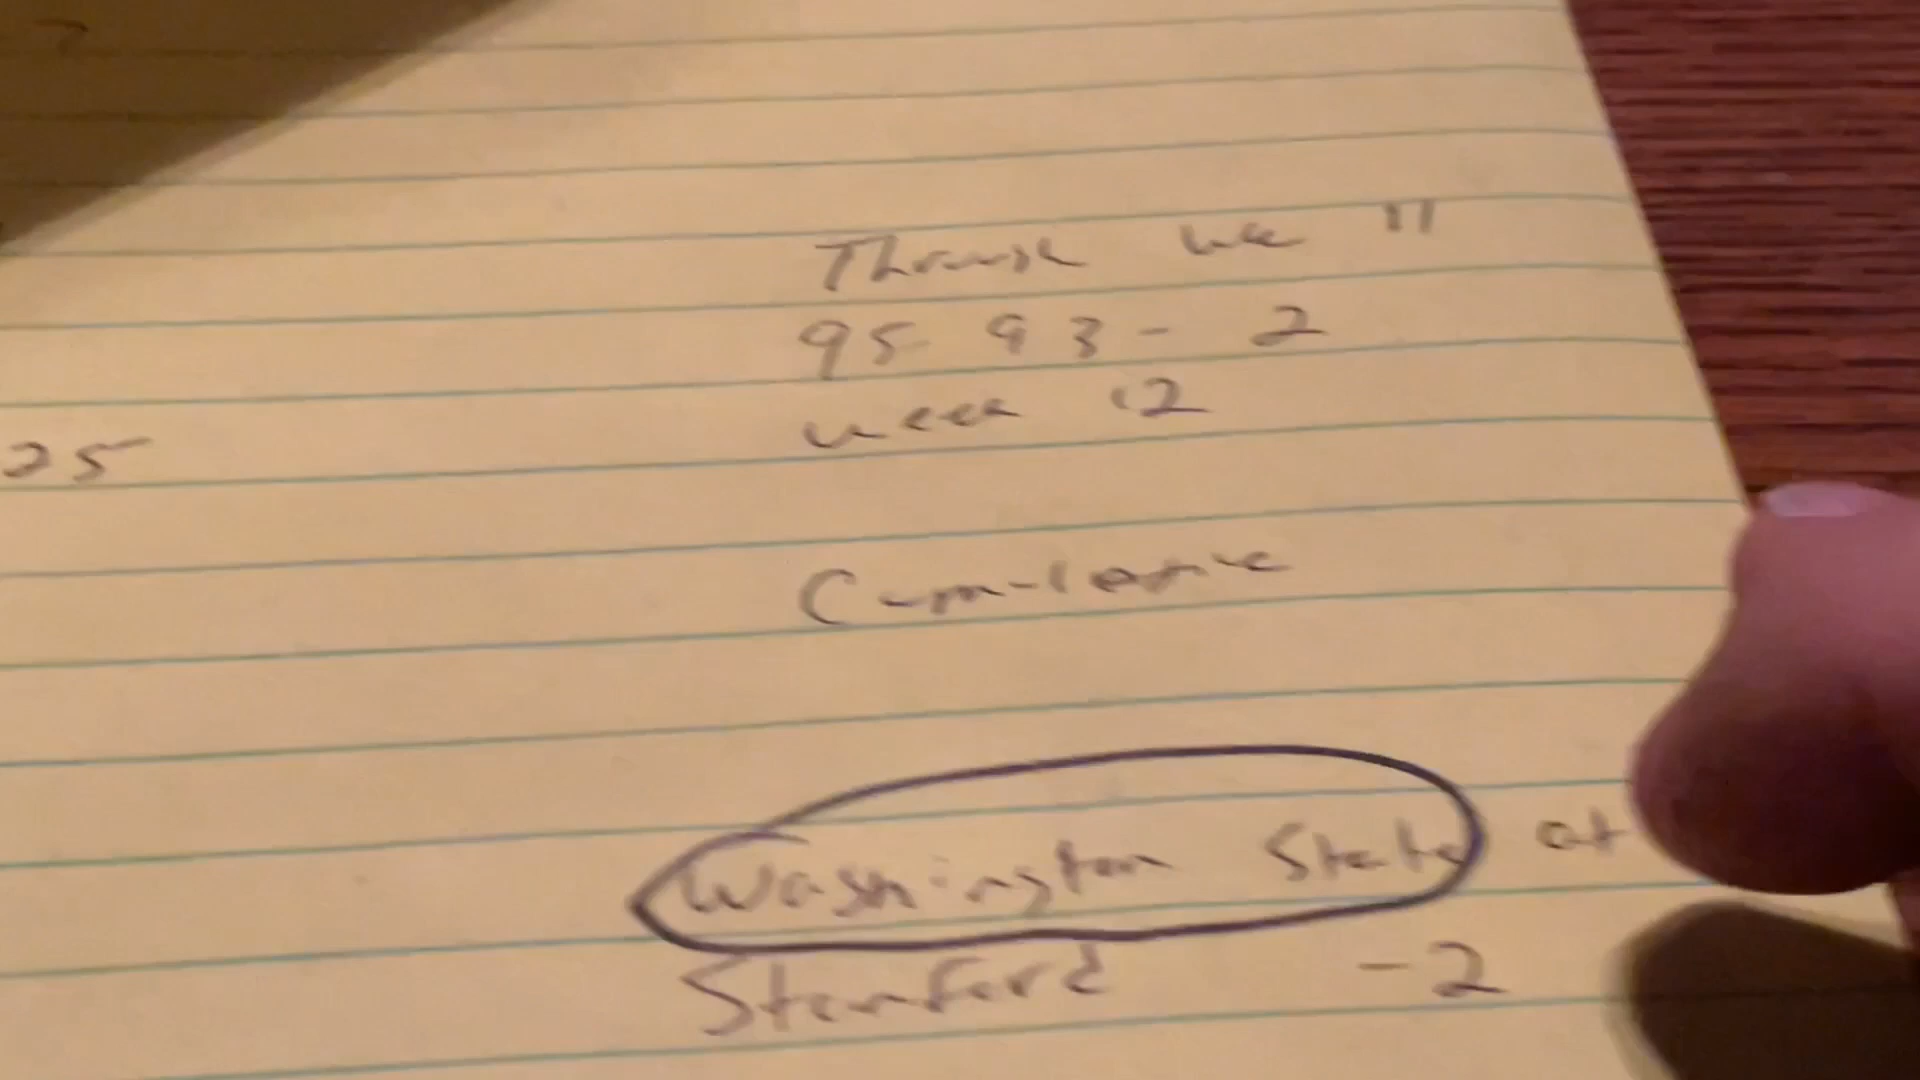 Through week 11
95-93-2
week 12
25
Cumulative
Washington State at
Stanford -2